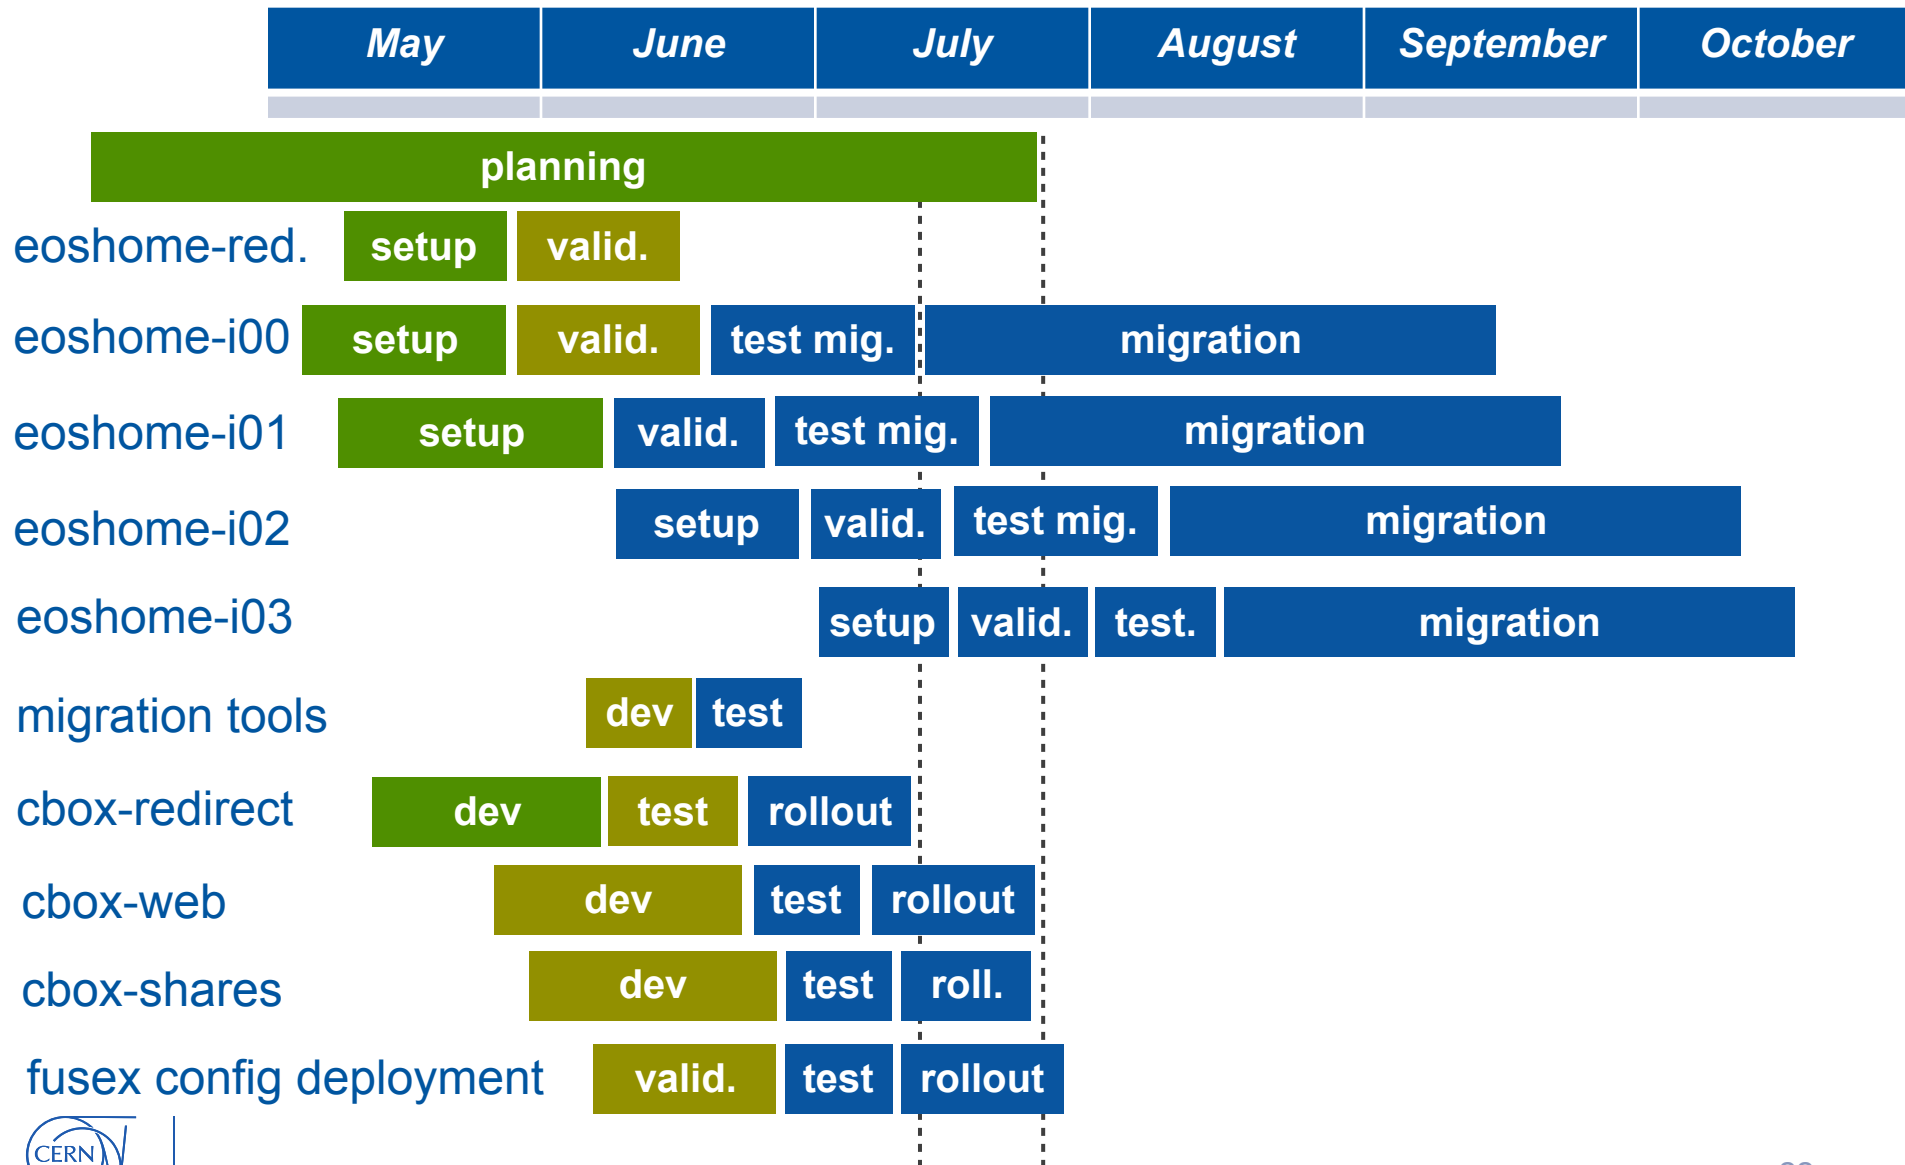 May June July August September October
planning
eoshome-red. setup valid.
eoshome-i00 setup valid. test mig. migration
eoshome-i01 setup valid. test mig. migration
eoshome-i02 setup valid. test mig. migration
eoshome-i03 setup valid. test. migration
migration tools dev test
cbox-redirect dev test rollout
cbox-web dev test rollout
cbox-shares dev test roll.
fusex config deployment valid. test rollout
CERN